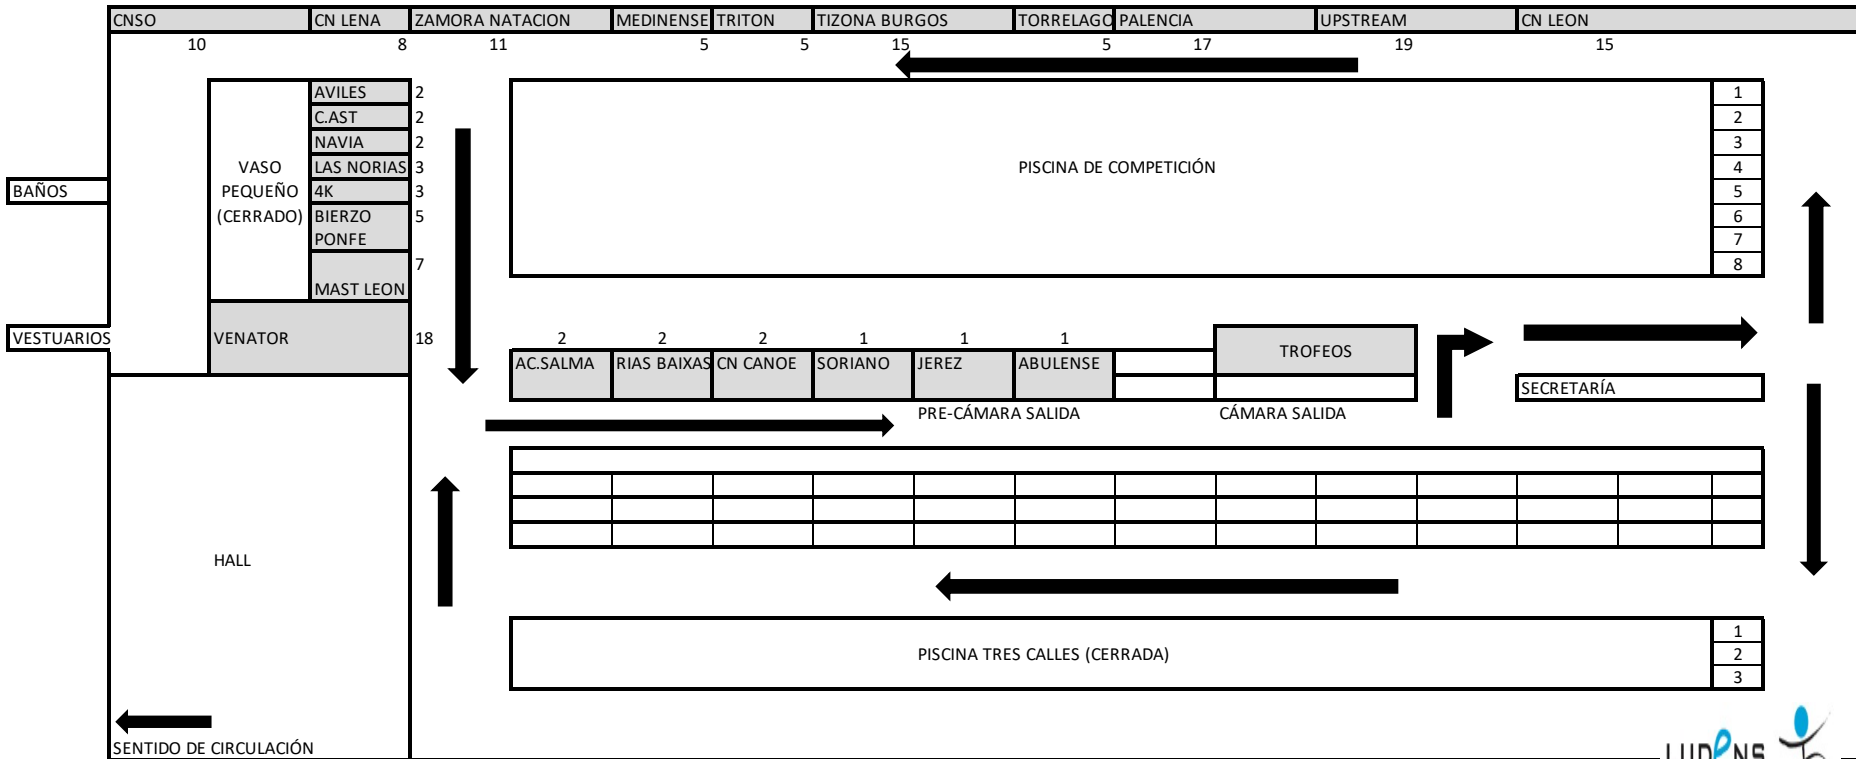 CNSO CN LENA ZAMORA NATACION MEDINENSE TRITON TIZONA BURGOS TORRELAGO PALENCIA UPSTREAM CN LEON
10 8 11 5 5 15 5 17 19 15
AVILES 2 1
C.AST 2 2
NAVIA 2 3
VASO LAS NORIAS 3 PISCINA DE COMPETICIÓN 4
BAÑOS PEQUEÑO 4K 3 5
(CERRADO) BIERZO 5 6
PONFE 7
7 8
MAST LEON
VESTUARIOS VENATOR 18 2 2 2 1 1 1
TROFEOS
AC.SALMA RIAS BAIXAS CN CANOE SORIANO JEREZ ABULENSE
SECRETARÍA
PRE-CÁMARA SALIDA CÁMARA SALIDA
HALL
1
PISCINA TRES CALLES (CERRADA) 2
3
SENTIDO DE CIRCULACIÓN
LUDENS